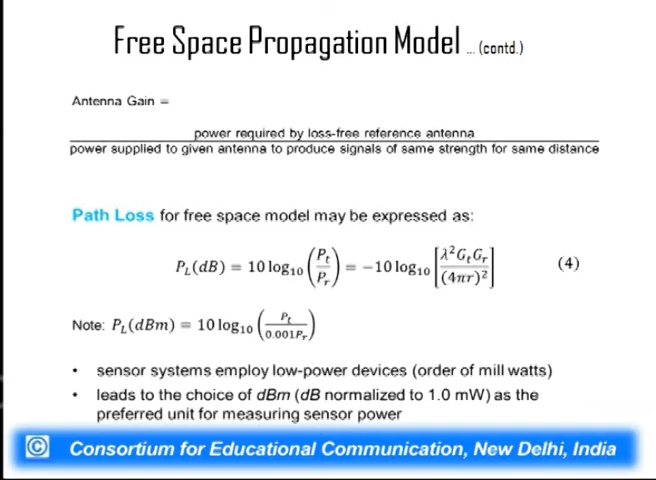 Free Space Propagation Model ... (contd.)
Antenna Gain =
power required by loss-free reference antenna
power supplied to given antenna to produce signals of same strength for same distance
Path Loss for free space model may be expressed as:
P_L(dB) = 10 log₁₀ (P_t / P_r) = −10 log₁₀ [λ² G_t G_r / (4πr)²] (4)
Note: P_L(dBm) = 10 log₁₀ (P_t / 0.001P_r)
• sensor systems employ low-power devices (order of mill watts)
• leads to the choice of dBm (dB normalized to 1.0 mW) as the
preferred unit for measuring sensor power
© Consortium for Educational Communication, New Delhi, India